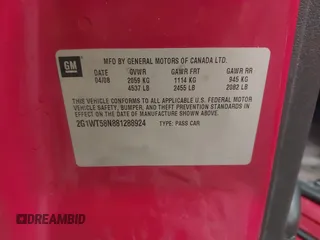 GM
MFD BY GENERAL MOTORS OF CANADA LTD.
DATE GVWR GAWR FRT GAWR RR
04/08 2059 KG 1114 KG 945 KG
4537 LB 2455 LB 2082 LB
THIS VEHICLE CONFORMS TO ALL APPLICABLE U.S. FEDERAL MOTOR
VEHICLE SAFETY, BUMPER, AND THEFT PREVENTION STANDARDS
IN EFFECT ON THE DATE OF MANUFACTURE SHOWN ABOVE.
2G1WT58N881288924 TYPE: PASS CAR
DREAMBID